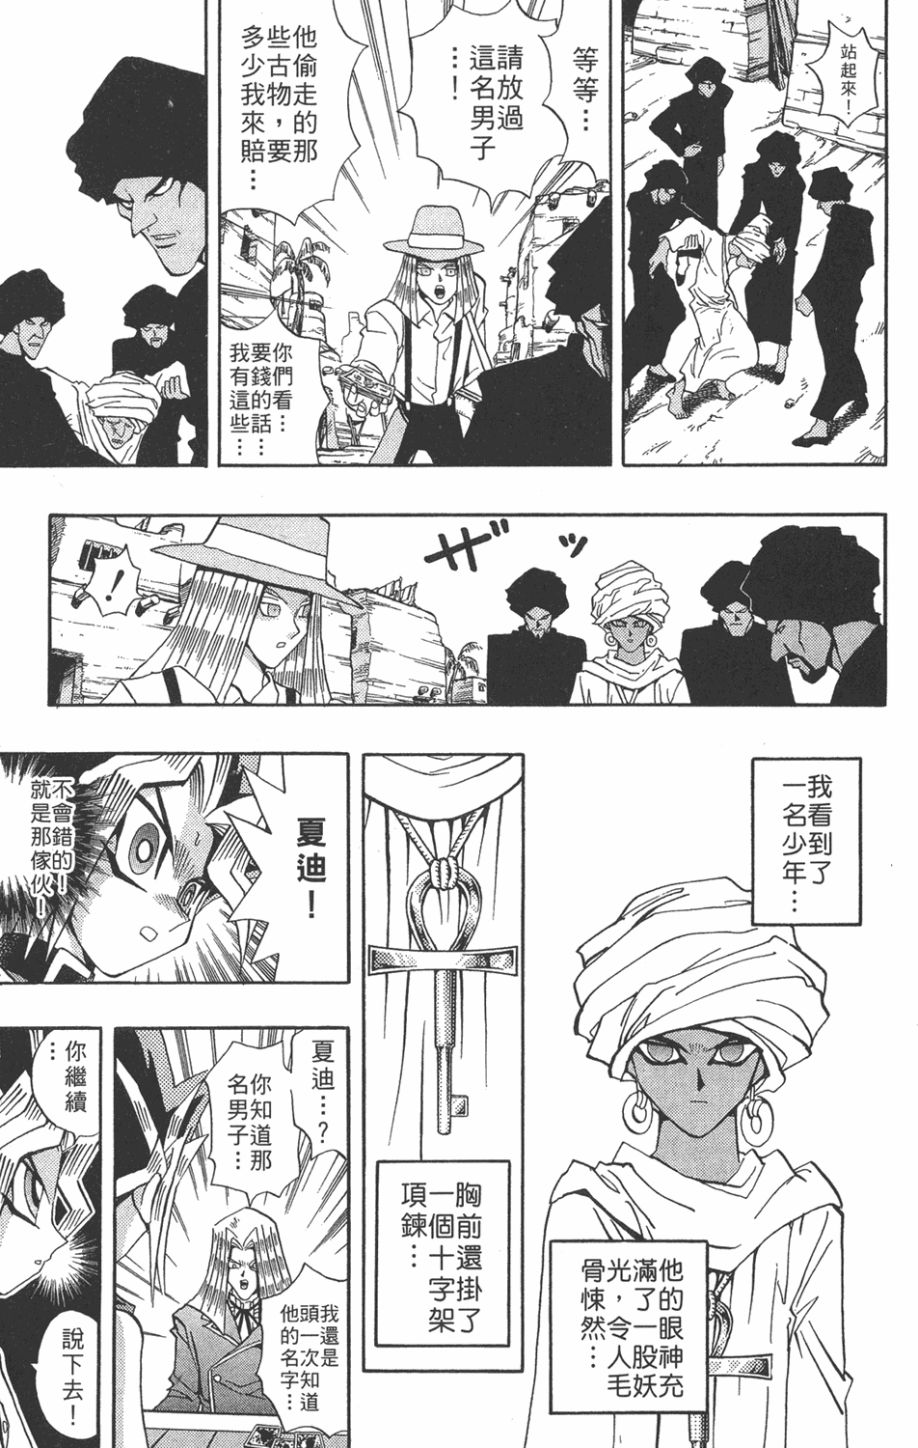 站起來！
等等…
請放過
這名男子
…！
他偷走的那
些古物，要
多少我來賠
…
你們看…
要錢的話…
我有這些…
！
ザッ
我看到了
一名少年…
他的眼神充
滿了一股妖
光，令人毛
骨悚然…
胸前還掛了
一個十字架
項鍊…
夏迪！
不會錯的！
就是那傢伙！
夏迪…？
你知道那
名男子…
我還是
頭一次知道
他的名字…
你繼續
…
說下去！